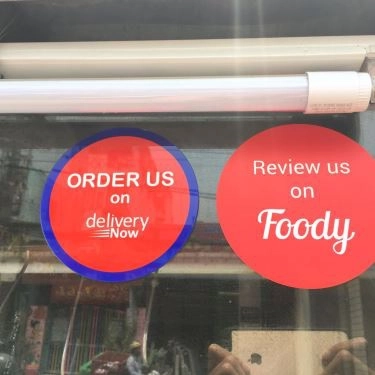 ORDER US
on
delivery
Now
Review us
on
Foody